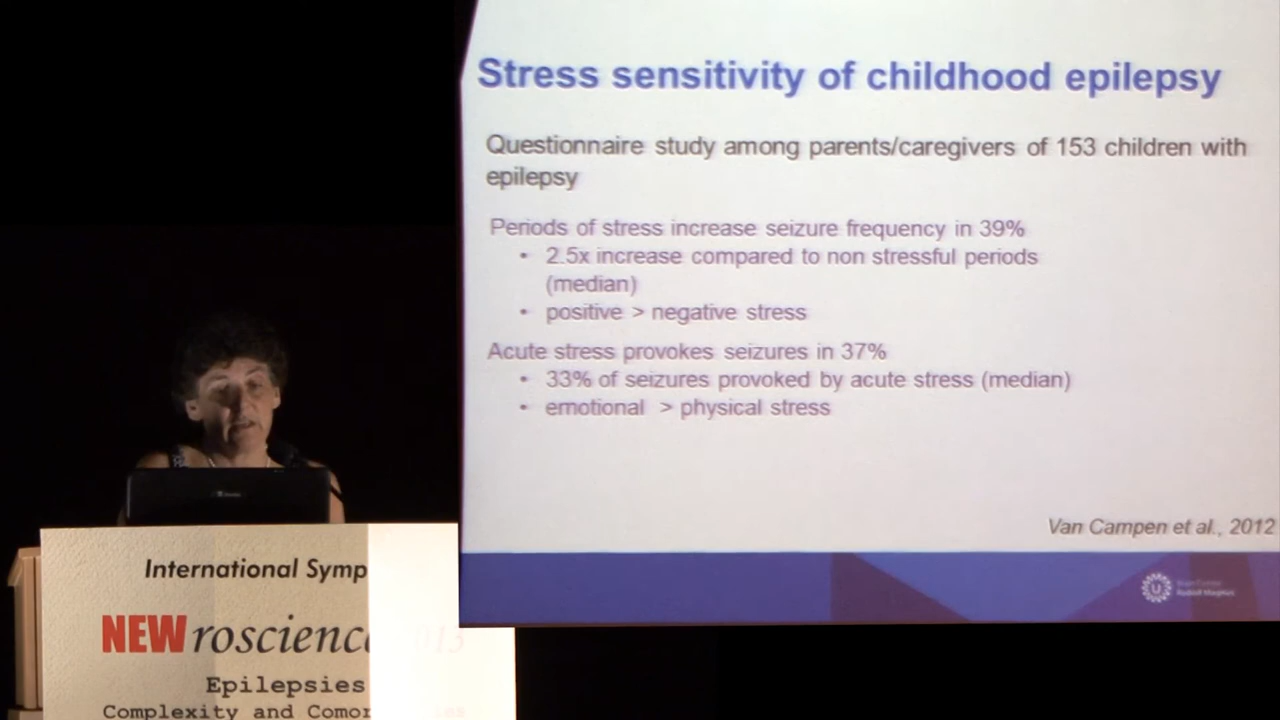 Stress sensitivity of childhood epilepsy
Questionnaire study among parents/caregivers of 153 children with
epilepsy
Periods of stress increase seizure frequency in 39%
• 2.5x increase compared to non stressful periods
(median)
• positive > negative stress
Acute stress provokes seizures in 37%
• 33% of seizures provoked by acute stress (median)
• emotional > physical stress
Van Campen et al., 2012
International Symp
NEWroscience 2013
Epilepsies
Complexity and Comor